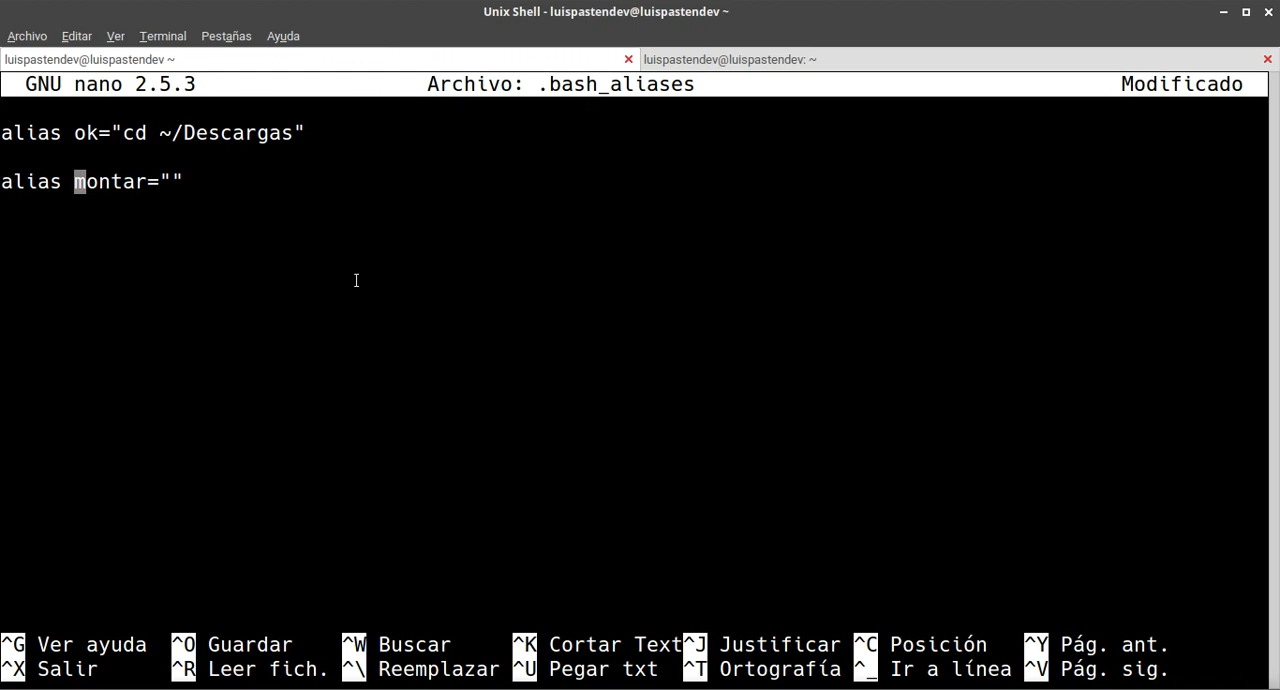 Unix Shell - luispastendev@luispastendev ~
Archivo Editar Ver Terminal Pestañas Ayuda
luispastendev@luispastendev ~ luispastendev@luispastendev: ~
GNU nano 2.5.3 Archivo: .bash_aliases Modificado
alias ok="cd ~/Descargas"
alias montar=""
^G Ver ayuda ^O Guardar ^W Buscar ^K Cortar Text ^J Justificar ^C Posición ^Y Pág. ant.
^X Salir ^R Leer fich. ^\ Reemplazar ^U Pegar txt ^T Ortografía ^_ Ir a línea ^V Pág. sig.